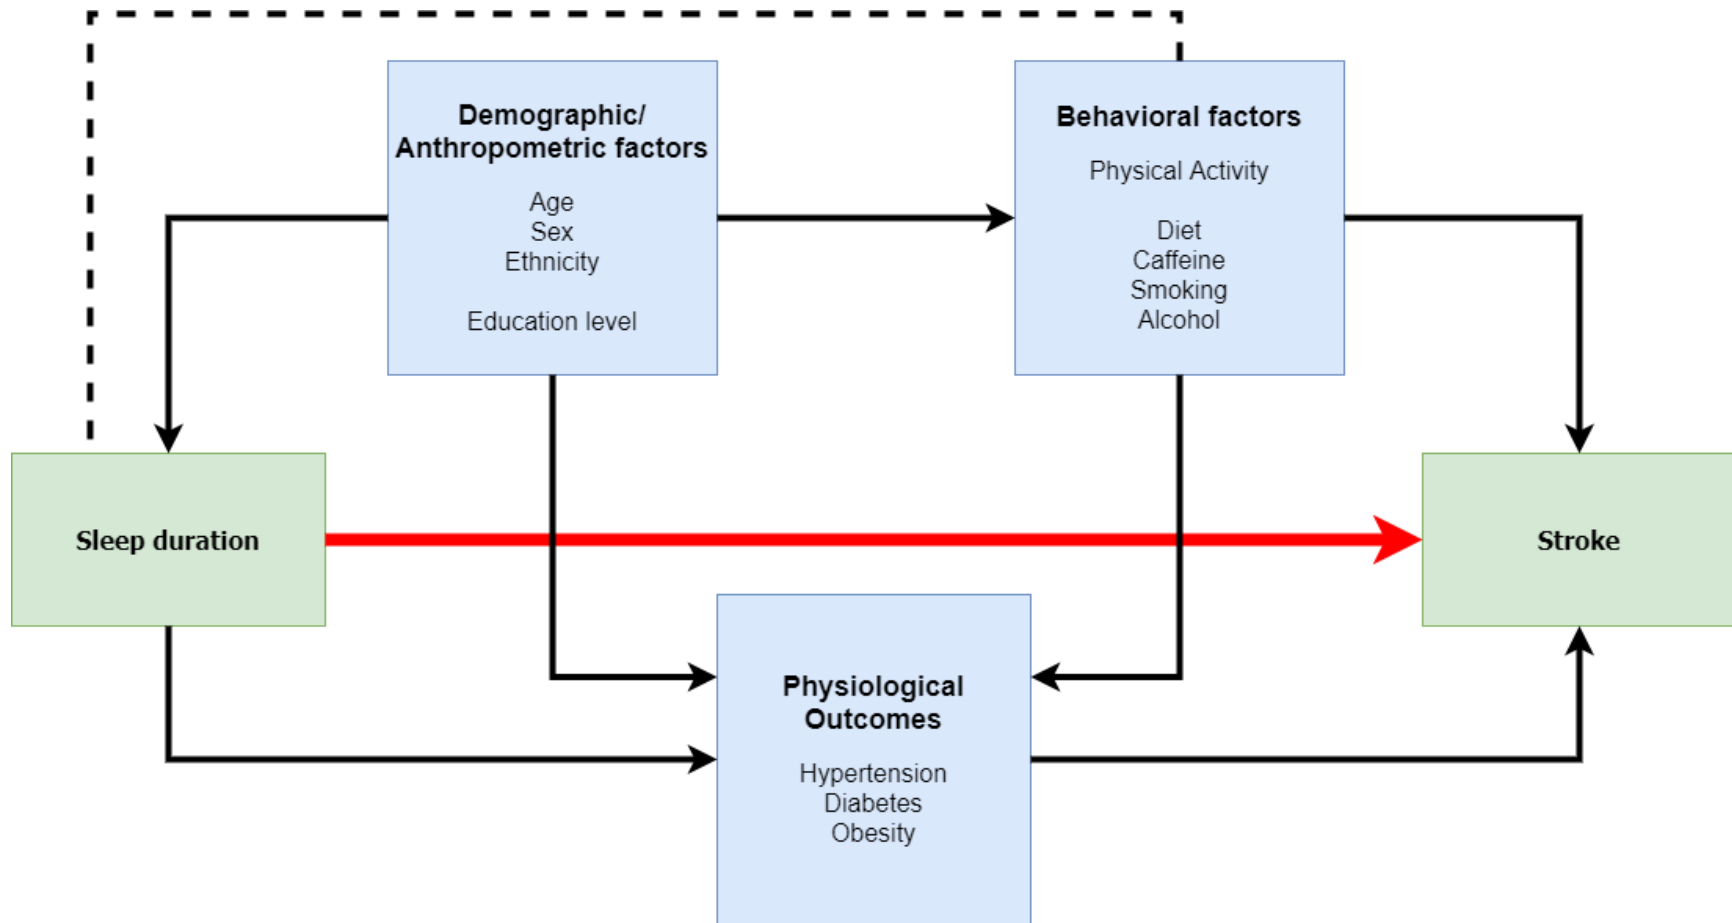 Demographic/
Anthropometric factors
Age
Sex
Ethnicity
Education level
Behavioral factors
Physical Activity
Diet
Caffeine
Smoking
Alcohol
Sleep duration
Stroke
Physiological
Outcomes
Hypertension
Diabetes
Obesity